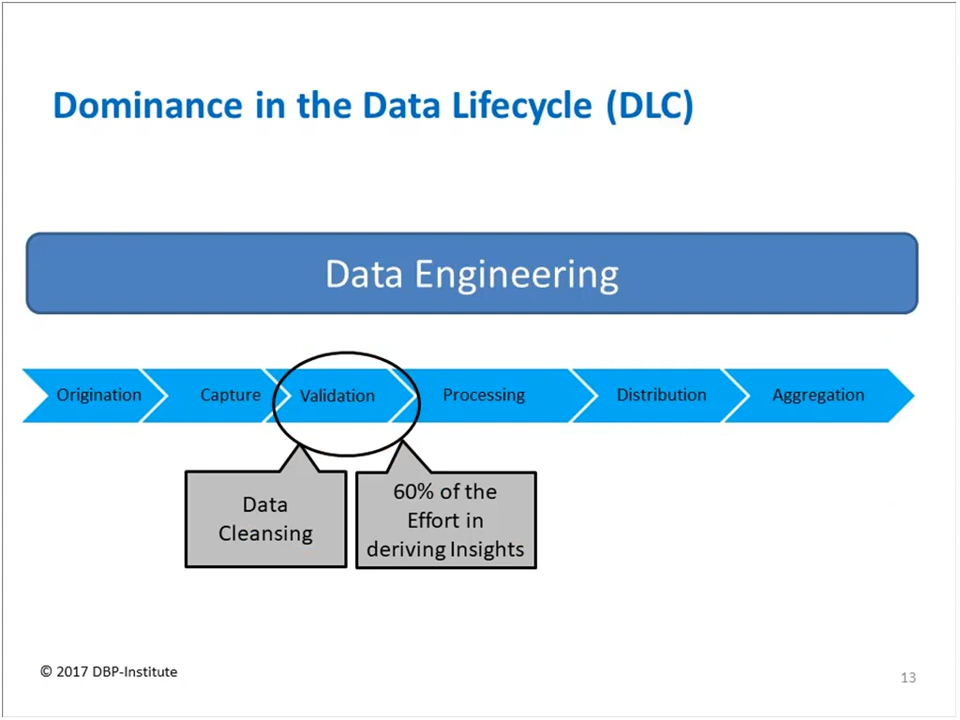 Dominance in the Data Lifecycle (DLC)
Data Engineering
Origination
Capture
Validation
Processing
Distribution
Aggregation
Data
Cleansing
60% of the
Effort in
deriving Insights
© 2017 DBP-Institute
13